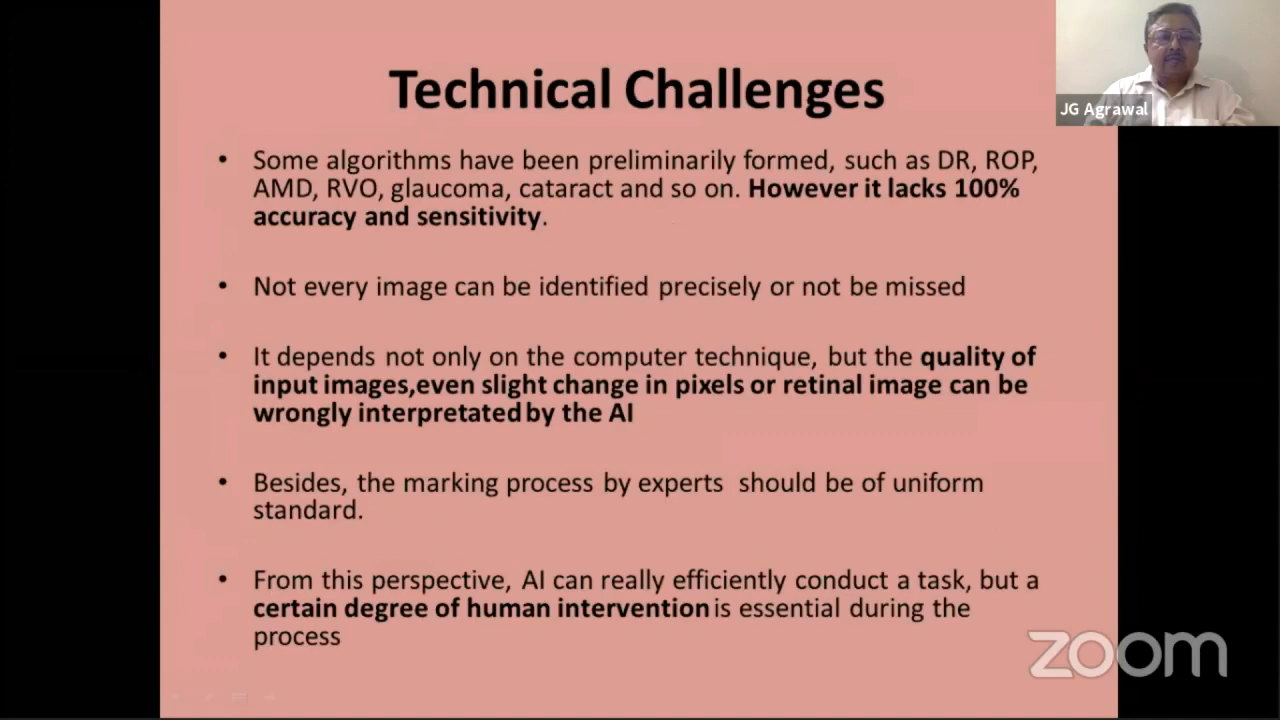 Technical Challenges
JG Agrawal
• Some algorithms have been preliminarily formed, such as DR, ROP,
AMD, RVO, glaucoma, cataract and so on. However it lacks 100%
accuracy and sensitivity.
• Not every image can be identified precisely or not be missed
• It depends not only on the computer technique, but the quality of
input images,even slight change in pixels or retinal image can be
wrongly interpretated by the AI
• Besides, the marking process by experts should be of uniform
standard.
• From this perspective, AI can really efficiently conduct a task, but a
certain degree of human intervention is essential during the
process
zoom